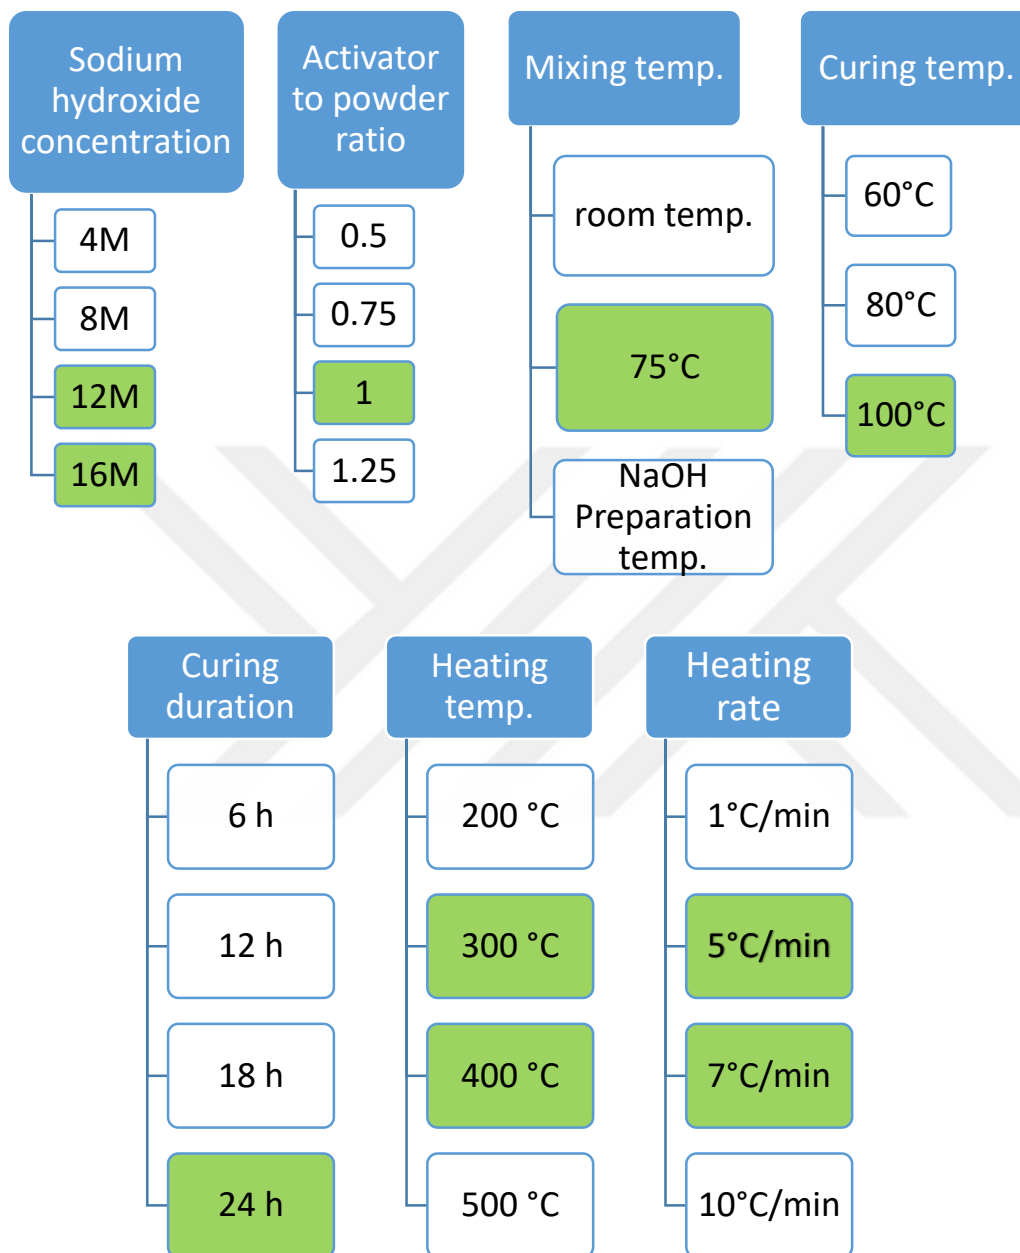 Sodium
hydroxide
concentration
4M
8M
12M
16M
Activator
to powder
ratio
0.5
0.75
1
1.25
Mixing temp.
room temp.
75°C
NaOH
Preparation
temp.
Curing temp.
60°C
80°C
100°C
Curing
duration
6 h
12 h
18 h
24 h
Heating
temp.
200 °C
300 °C
400 °C
500 °C
Heating
rate
1°C/min
5°C/min
7°C/min
10°C/min